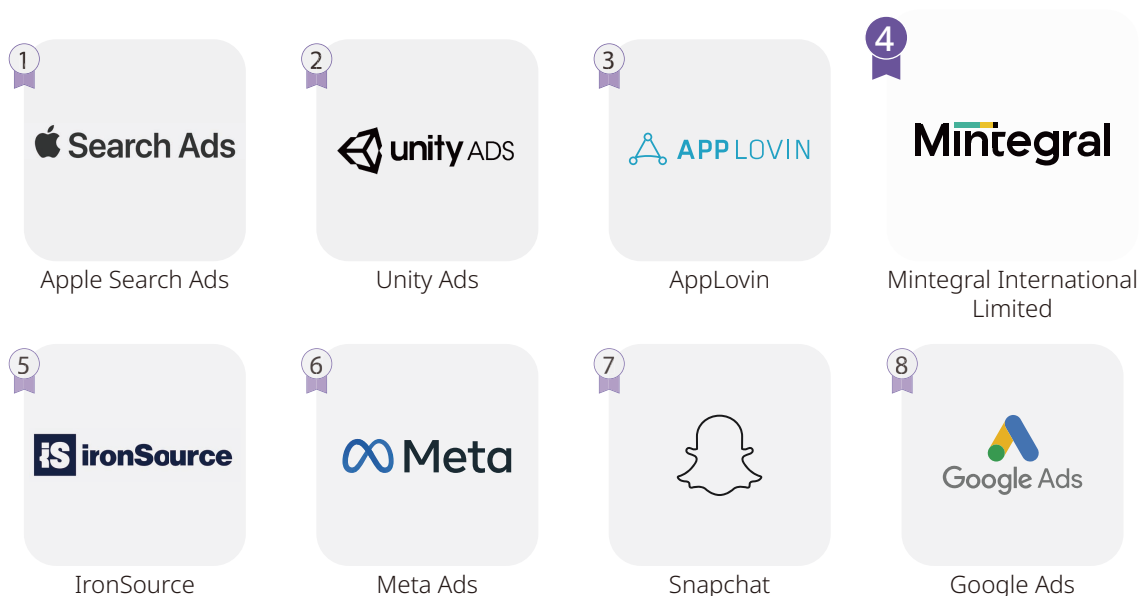 1
Search Ads
Apple Search Ads
2
unity ADS
Unity Ads
3
APPLOVIN
AppLovin
4
Mintegral
Mintegral International
Limited
5
iS ironSource
IronSource
6
Meta
Meta Ads
7
Snapchat
8
Google Ads
Google Ads